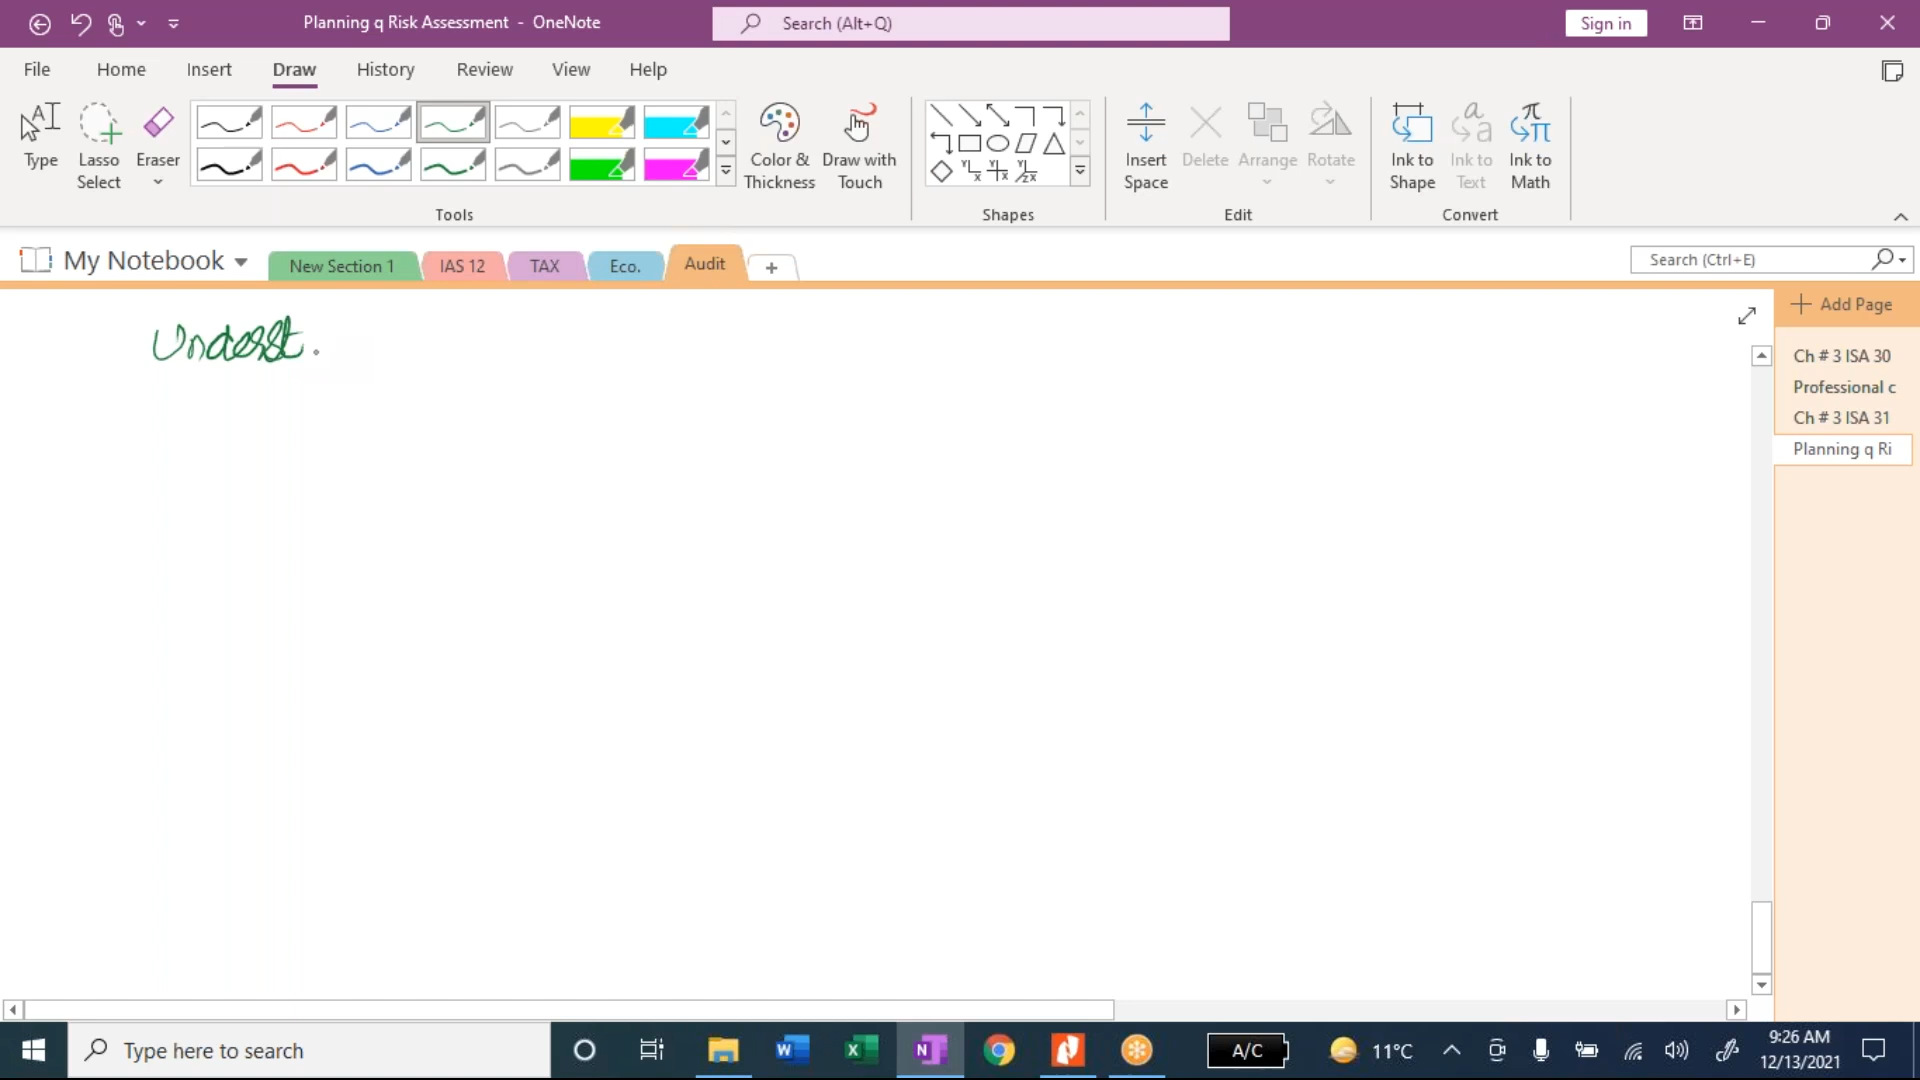 Planning q Risk Assessment - OneNote
Search (Alt+Q)
Sign in
File Home Insert Draw History Review View Help
Type
Lasso Select
Eraser
Color & Thickness
Draw with Touch
Insert Space
Delete
Arrange
Rotate
Ink to Shape
Ink to Text
Ink to Math
Tools Shapes Edit Convert
My Notebook New Section 1 IAS 12 TAX Eco. Audit
Search (Ctrl+E)
Add Page
Underst.
Ch # 3 ISA 30
Professional c
Ch # 3 ISA 31
Planning q Ri
Type here to search
A/C
11°C
9:26 AM
12/13/2021